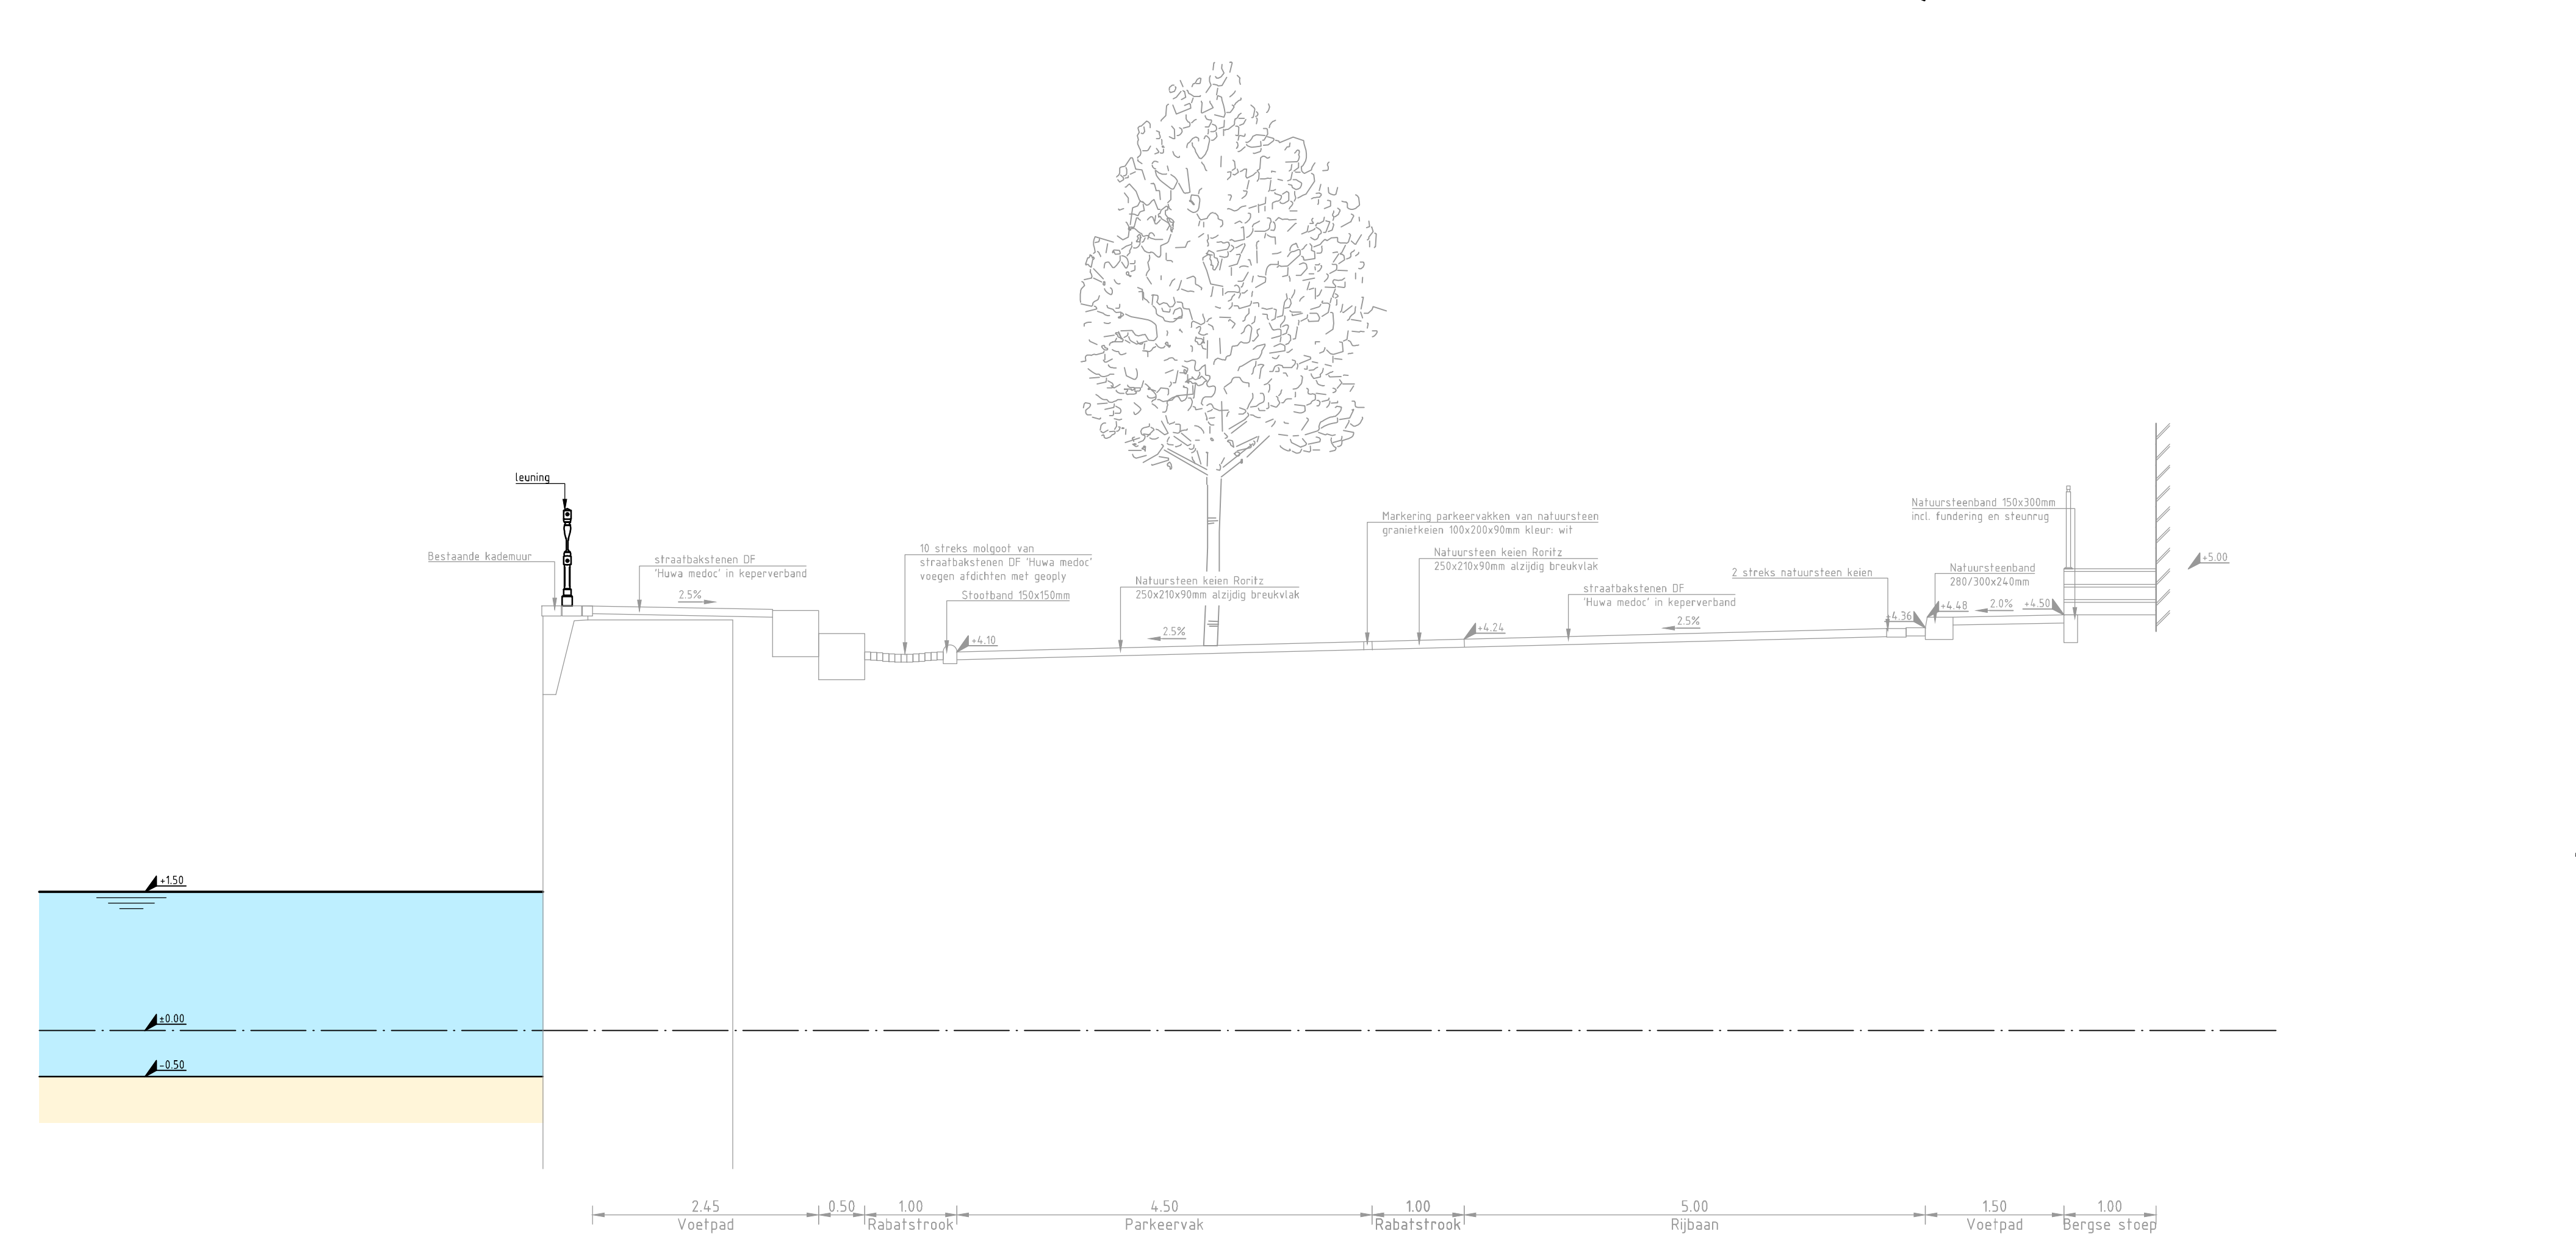 leuning
Bestaande kademuur
straatbakstenen DF
'Huwa medoc' in keperverband
2.5%
10 streks molgoot van
straatbakstenen DF 'Huwa medoc'
voegen afdichten met geoply
Stootband 150x150mm
+4.10
Natuursteen keien Roritz
250x210x90mm alzijdig breukvlak
2.5%
Markering parkeervakken van natuursteen
granietkeien 100x200x90mm kleur: wit
Natuursteen keien Roritz
250x210x90mm alzijdig breukvlak
+4.24
straatbakstenen DF
'Huwa medoc' in keperverband
2.5%
2 streks natuursteen keien
+4.36
Natuursteenband 150x300mm
incl. fundering en steunrug
Natuursteenband
280/300x240mm
+4.48
2.0%
+4.50
+5.00
+1.50
±0.00
-0.50
2.45
Voetpad
0.50
1.00
Rabatstrook
4.50
Parkeervak
1.00
Rabatstrook
5.00
Rijbaan
1.50
Voetpad
1.00
Bergse stoep